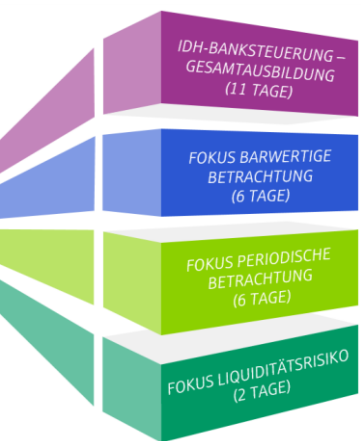 IDH-BANKSTEUERUNG –
GESAMTAUSBILDUNG
(11 TAGE)
FOKUS BARWERTIGE
BETRACHTUNG
(6 TAGE)
FOKUS PERIODISCHE
BETRACHTUNG
(6 TAGE)
FOKUS LIQUIDITÄTSRISIKO
(2 TAGE)